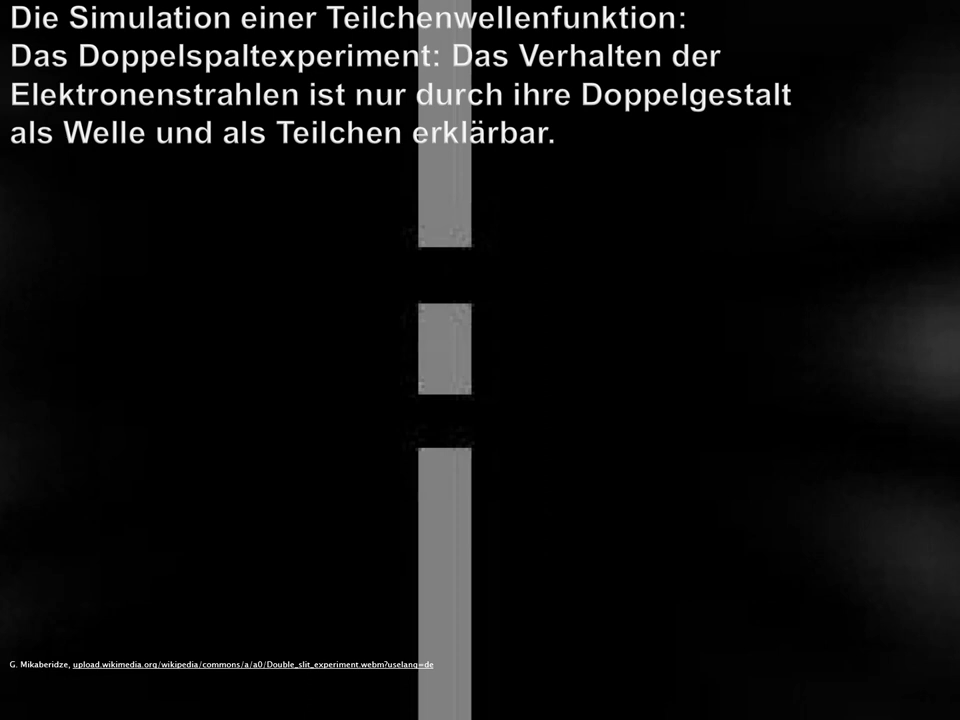 Die Simulation einer Teilchenwellenfunktion:
Das Doppelspaltexperiment: Das Verhalten der
Elektronenstrahlen ist nur durch ihre Doppelgestalt
als Welle und als Teilchen erklärbar.
G. Mikaberidze, upload.wikimedia.org/wikipedia/commons/a/a0/Double_slit_experiment.webm?uselang=de